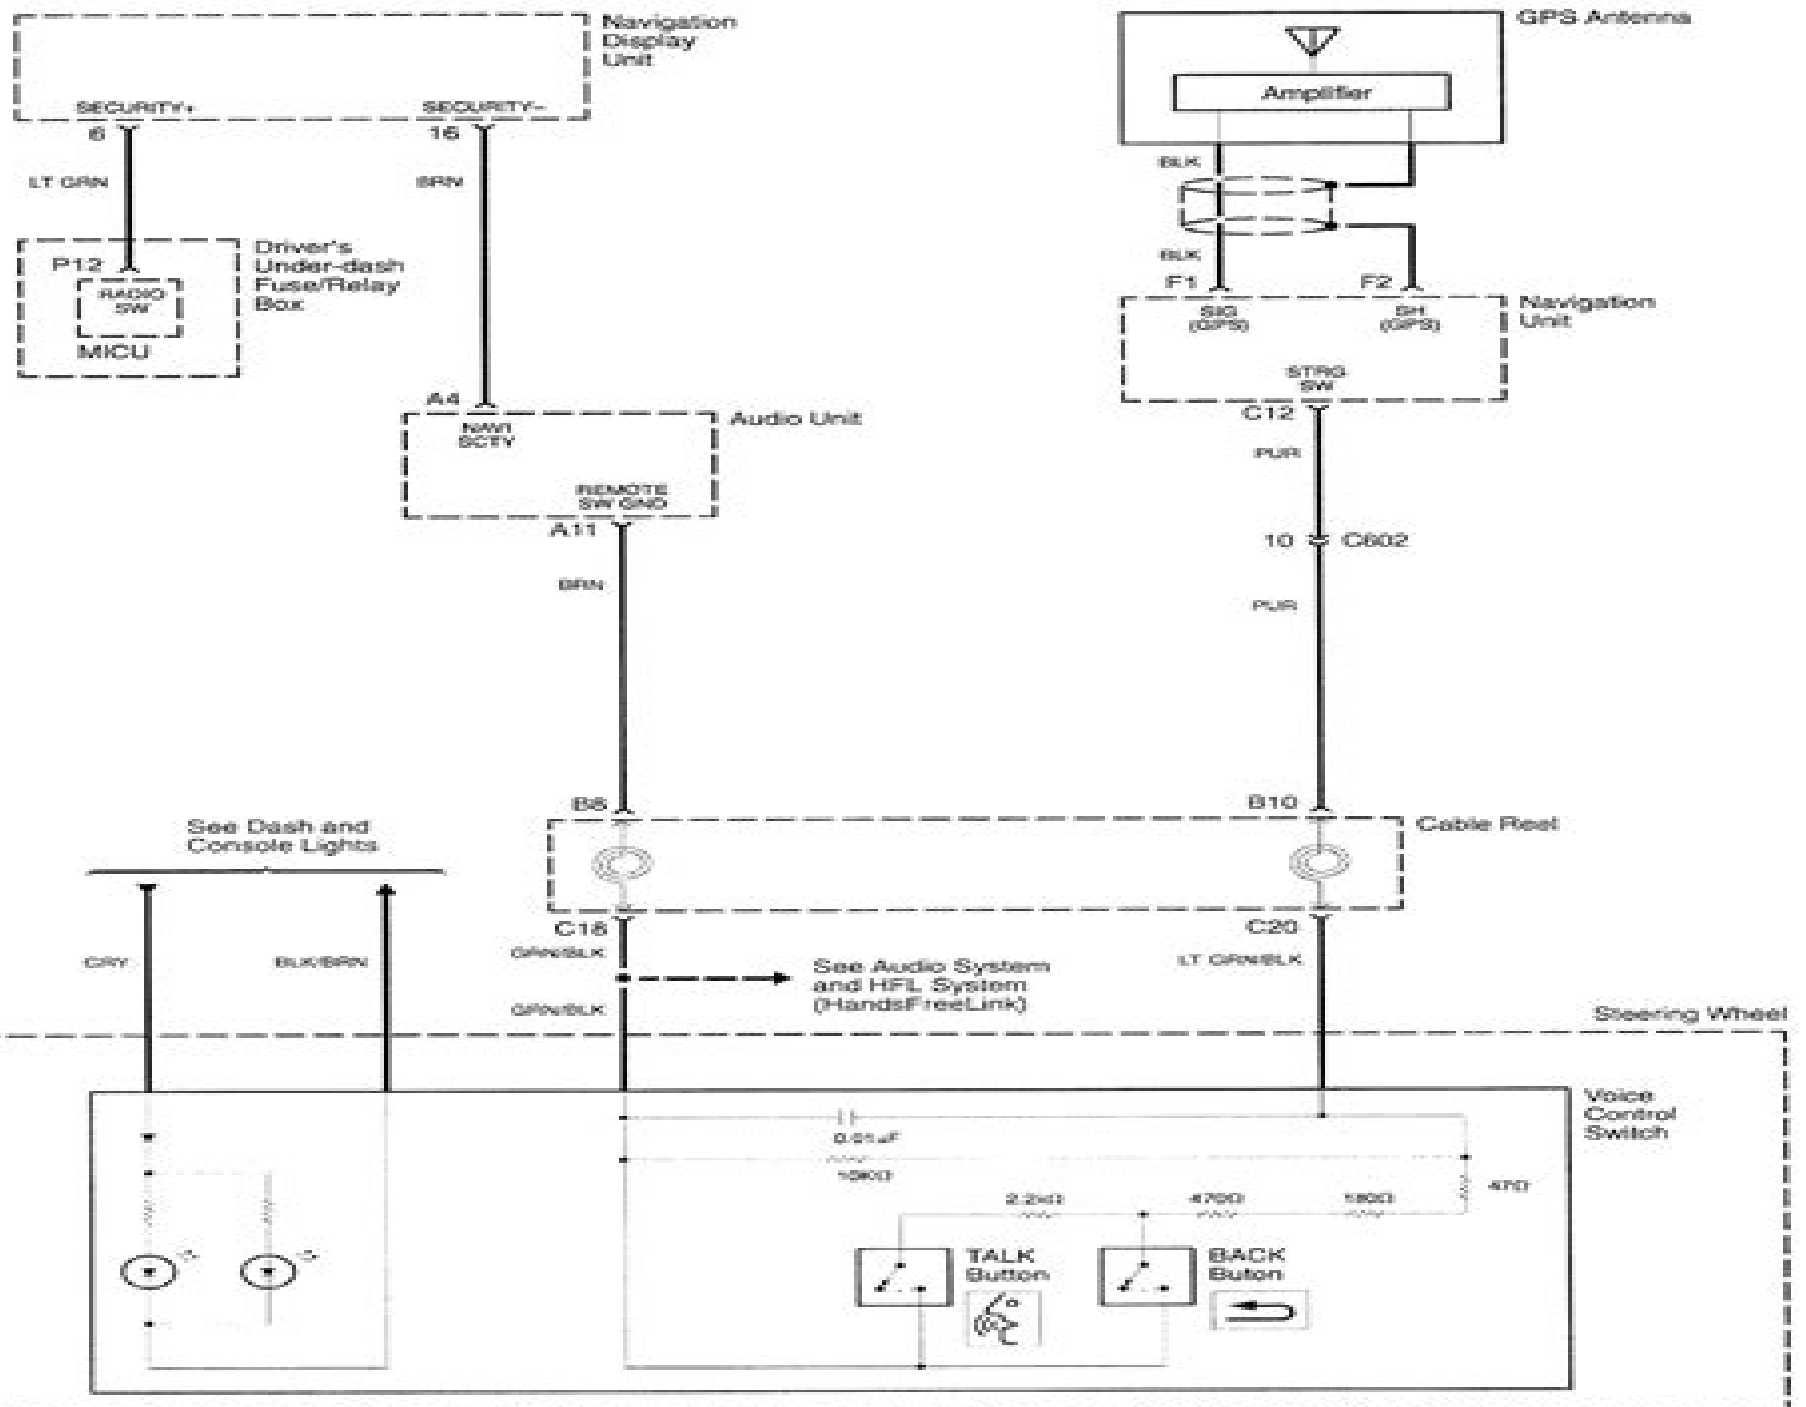 Navigation
Display
Unit
SECURITY+
SECURITY-
6
16
LT GRN
BRN
P12
RADIO
SW
MICU
Driver's
Under-dash
Fuse/Relay
Box
A4
NAVI
SCTY
Audio Unit
REMOTE
SW GND
A11
BRN
GPS Antenna
Amplifier
BLK
BLK
F1
F2
SIG
(GPS)
SH
(GPS)
Navigation
Unit
STRG
SW
C12
PUR
10
C602
PUR
B8
B10
Cable Reel
See Dash and
Console Lights
C20
GRY
BLK/BRN
GRN/BLK
LT GRN/BLK
See Audio System
and HFL System
(HandsFreeLink)
GRN/BLK
Steering Wheel
Voice
Control
Switch
0.01
10KΩ
2.2kΩ
470Ω
180Ω
47Ω
TALK
Button
BACK
Buton